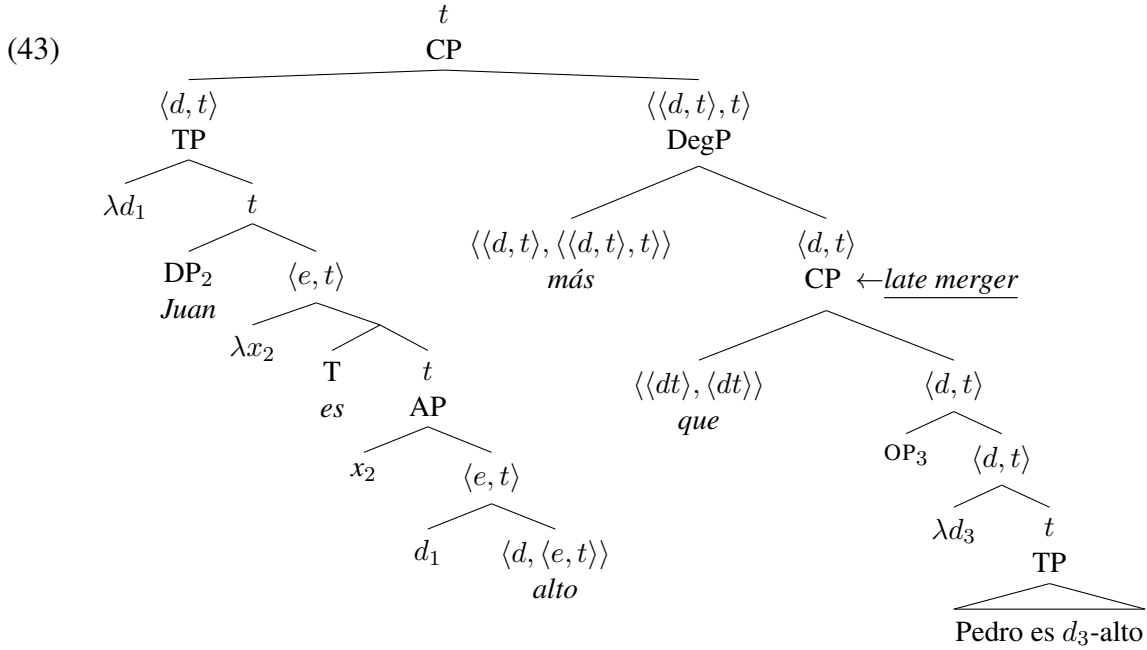 t
(43) CP
⟨d, t⟩ ⟨⟨d, t⟩, t⟩
TP DegP
λd₁ t ⟨⟨d, t⟩, ⟨⟨d, t⟩, t⟩⟩ ⟨d, t⟩
DP₂ ⟨e, t⟩ más CP ←late merger
Juan
λx₂ T t ⟨⟨dt⟩, ⟨dt⟩⟩ ⟨d, t⟩
es AP que
x₂ ⟨e, t⟩ OP₃ ⟨d, t⟩
d₁ ⟨d, ⟨e, t⟩⟩ λd₃ t
alto TP
Pedro es d₃-alto